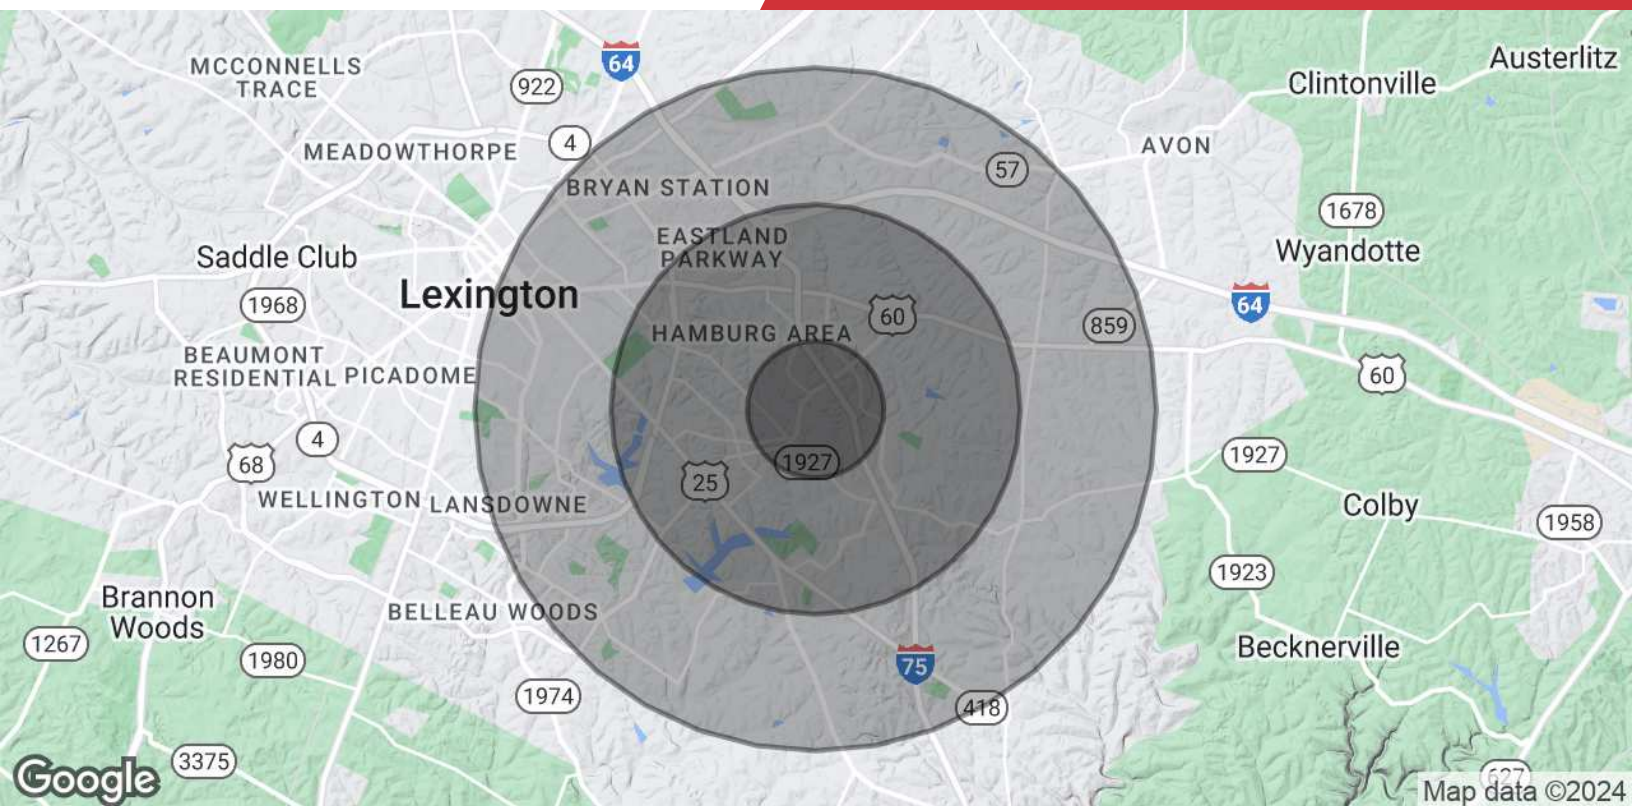 64
Austerlitz
MCCONNELLS
TRACE
922
Clintonville
4
MEADOWTHORPE
AVON
57
BRYAN STATION
1678
EASTLAND
PARKWAY
Saddle Club
Wyandotte
Lexington
1968
64
60
859
HAMBURG AREA
BEAUMONT
RESIDENTIAL
PICADOME
60
4
68
1927
1927
25
WELLINGTON
LANSDOWNE
Colby
1958
1923
Brannon
Woods
BELLEAU WOODS
1267
1980
Becknerville
75
1974
418
3375
Google
627
Map data ©2024